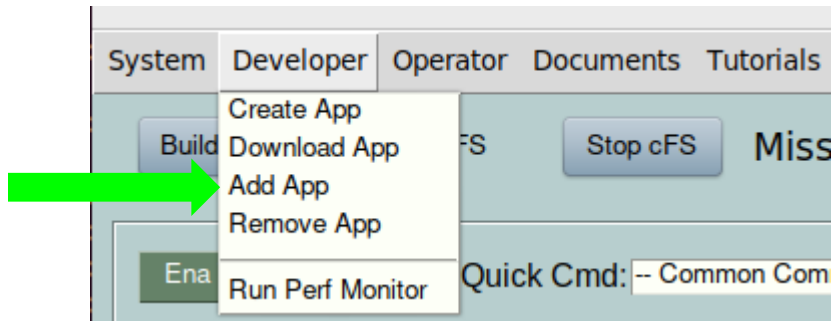 System Developer Operator Documents Tutorials
Create App
Build Download App FS Stop cFS Miss
Add App
Remove App
Ena Quick Cmd: -- Common Com
Run Perf Monitor